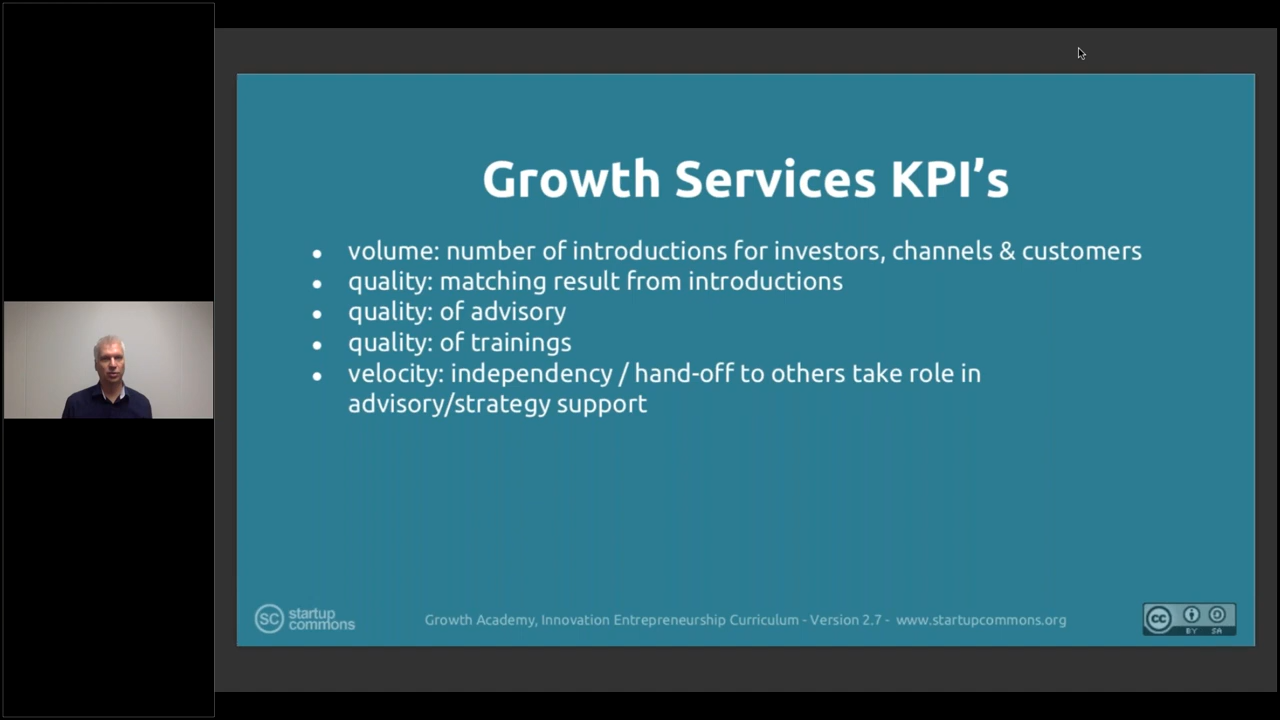 Growth Services KPI’s
● volume: number of introductions for investors, channels & customers
● quality: matching result from introductions
● quality: of advisory
● quality: of trainings
● velocity: independency / hand-off to others take role in
advisory/strategy support
SC startup
commons
Growth Academy, Innovation Entrepreneurship Curriculum - Version 2.7 - www.startupcommons.org
cc
BY SA